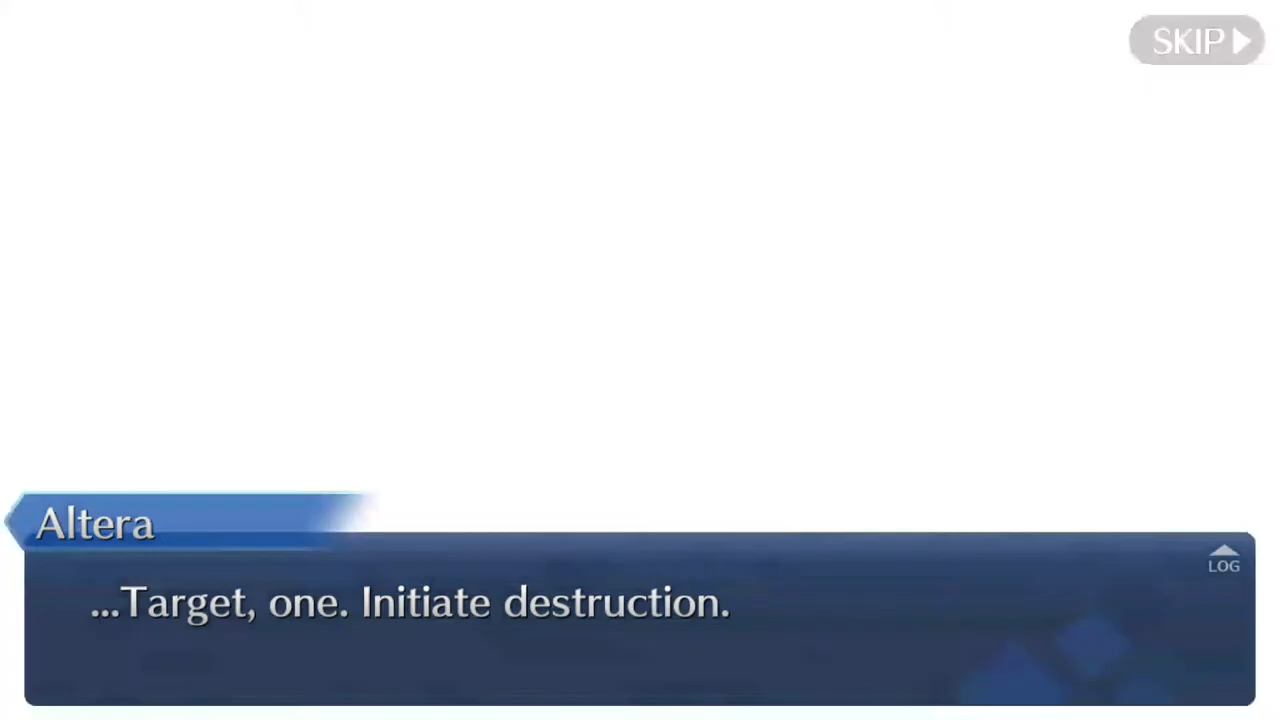 SKIP
Altera
LOG
...Target, one. Initiate destruction.